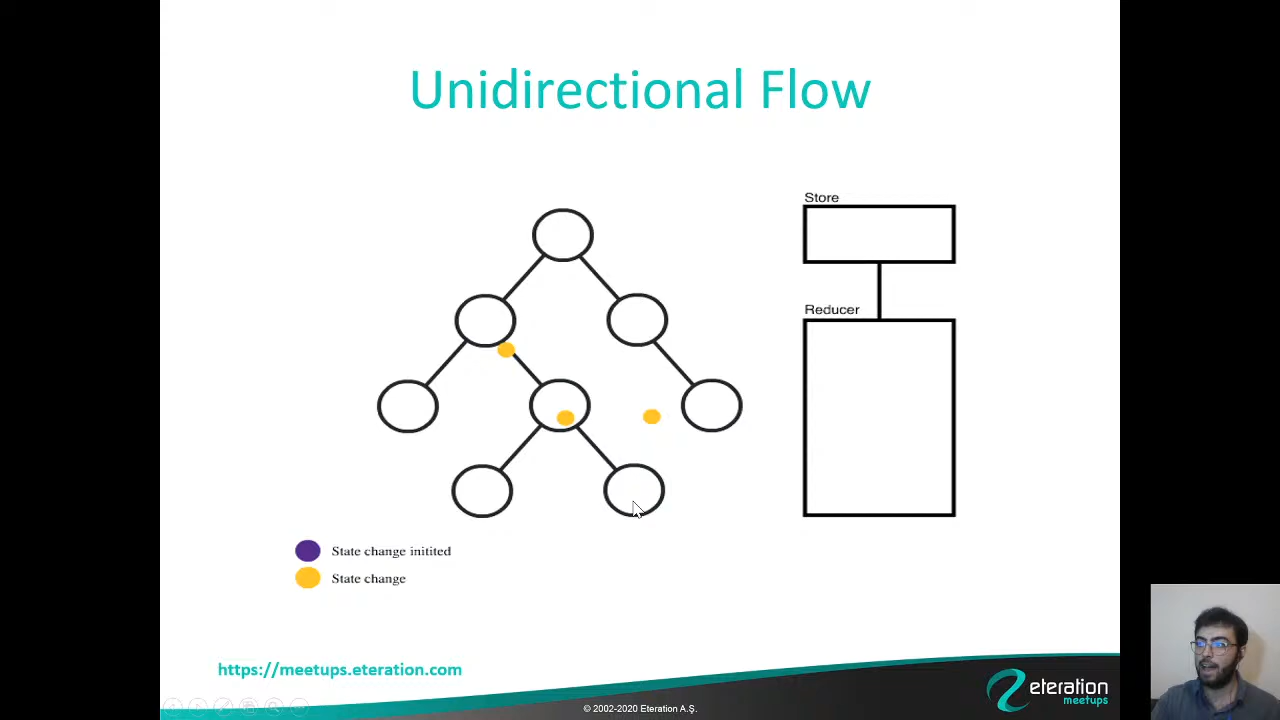 Unidirectional Flow
Store
Reducer
State change initited
State change
https://meetups.eteration.com
eteration
meetups
© 2002-2020 Eteration A.Ş.